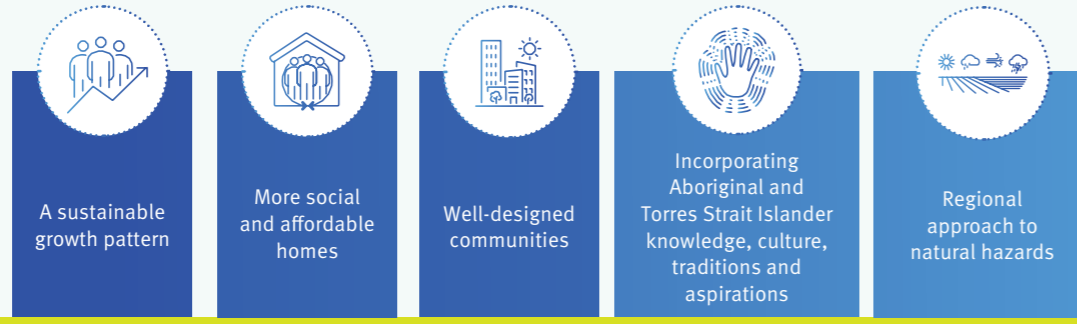 A sustainable
growth pattern
More social
and affordable
homes
Well-designed
communities
Incorporating
Aboriginal and
Torres Strait Islander
knowledge, culture,
traditions and
aspirations
Regional
approach to
natural hazards